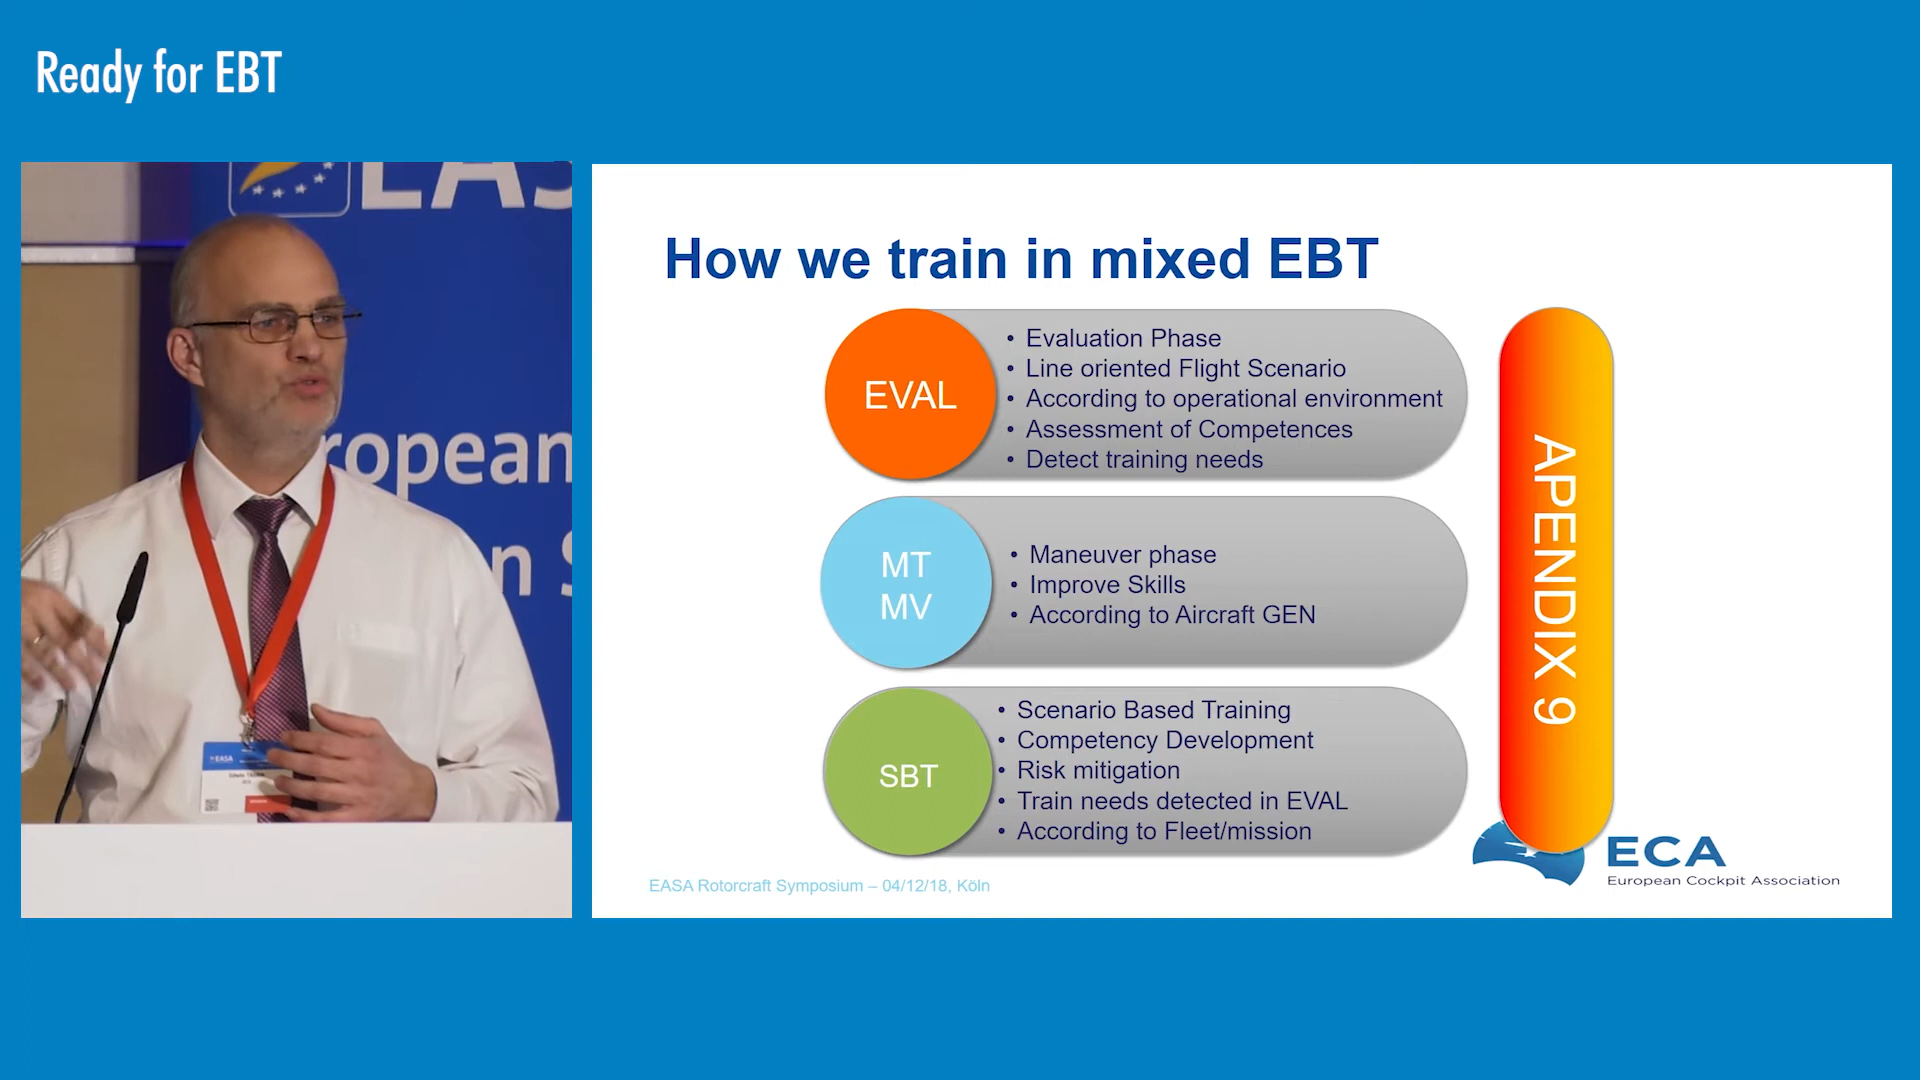 Ready for EBT
EAS
ropean
n S
EASA
How we train in mixed EBT
EVAL
• Evaluation Phase
• Line oriented Flight Scenario
• According to operational environment
• Assessment of Competences
• Detect training needs
MT
MV
• Maneuver phase
• Improve Skills
• According to Aircraft GEN
SBT
• Scenario Based Training
• Competency Development
• Risk mitigation
• Train needs detected in EVAL
• According to Fleet/mission
APENDIX 9
EASA Rotorcraft Symposium – 04/12/18, Köln
ECA
European Cockpit Association